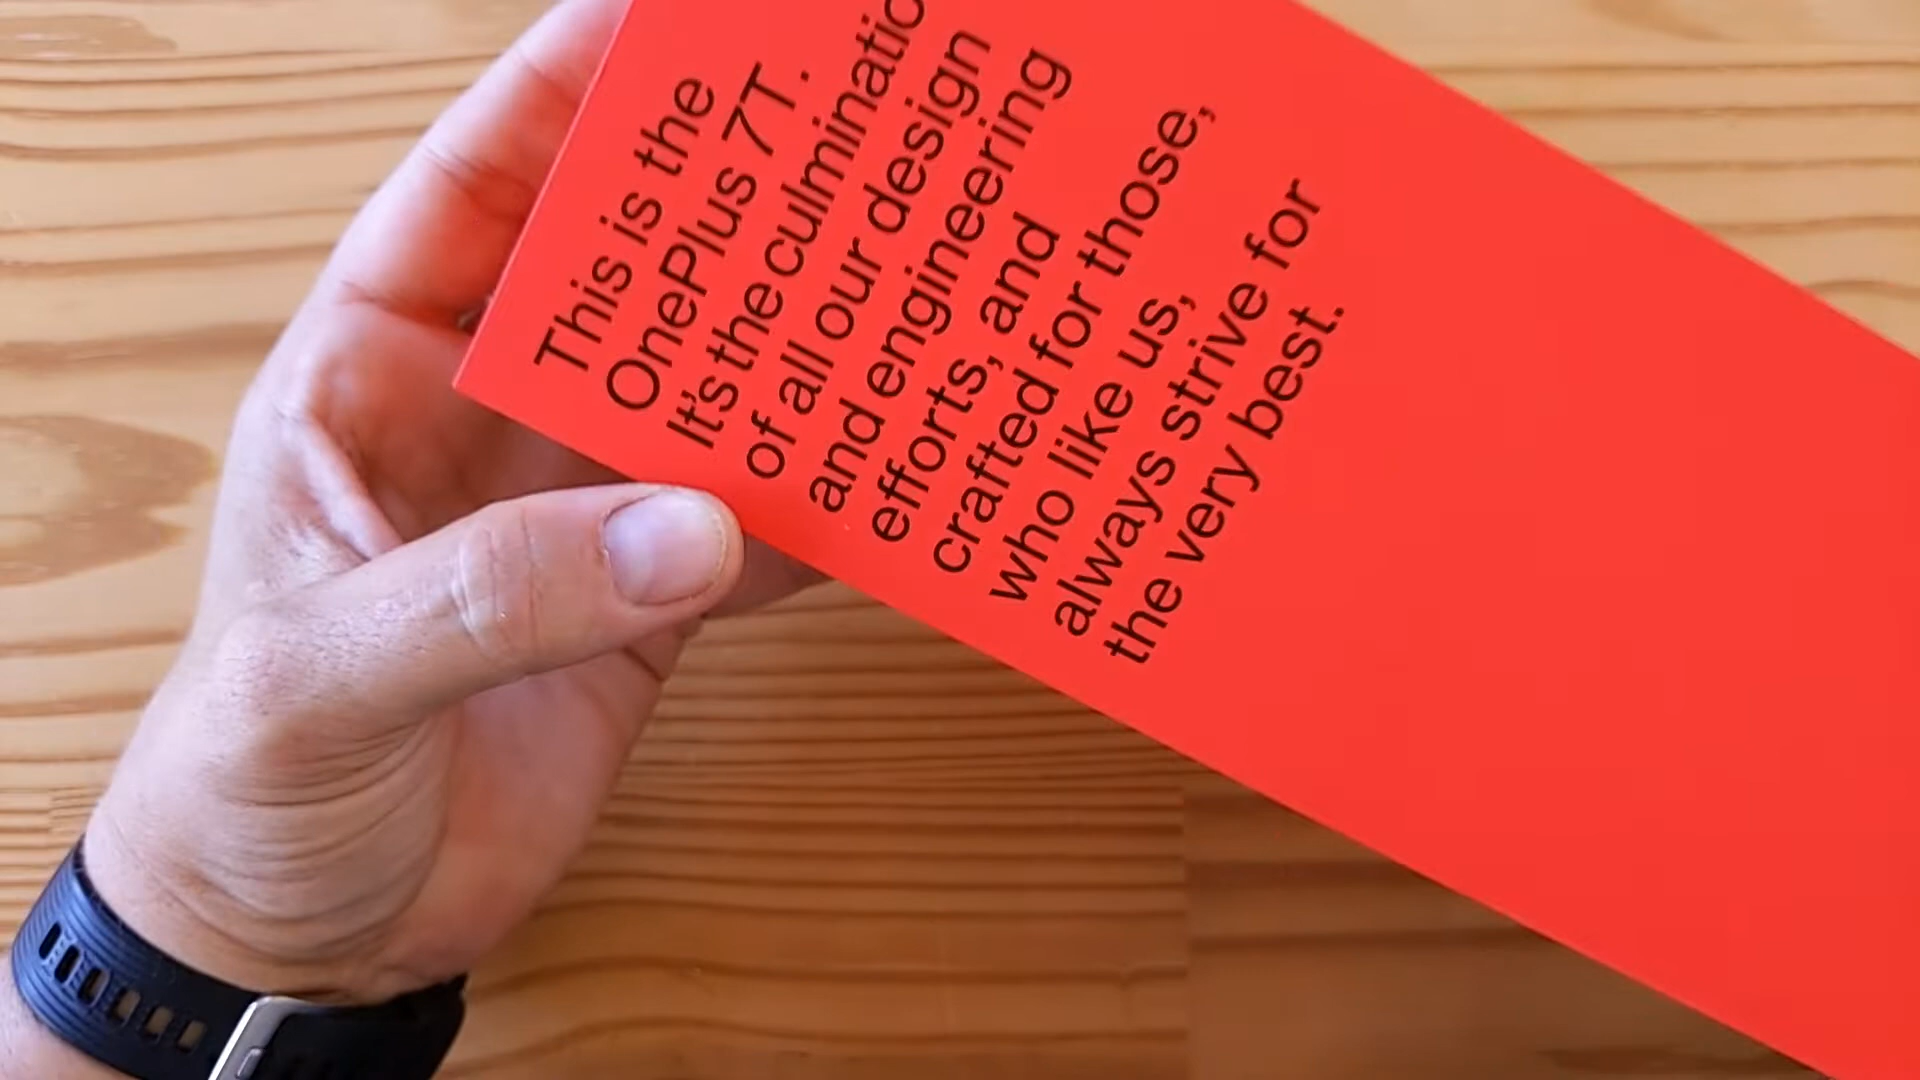 This is the
OnePlus 7T.
It's the culminatio
of all our design
and engineering
efforts, and
crafted for those,
who like us,
always strive for
the very best.